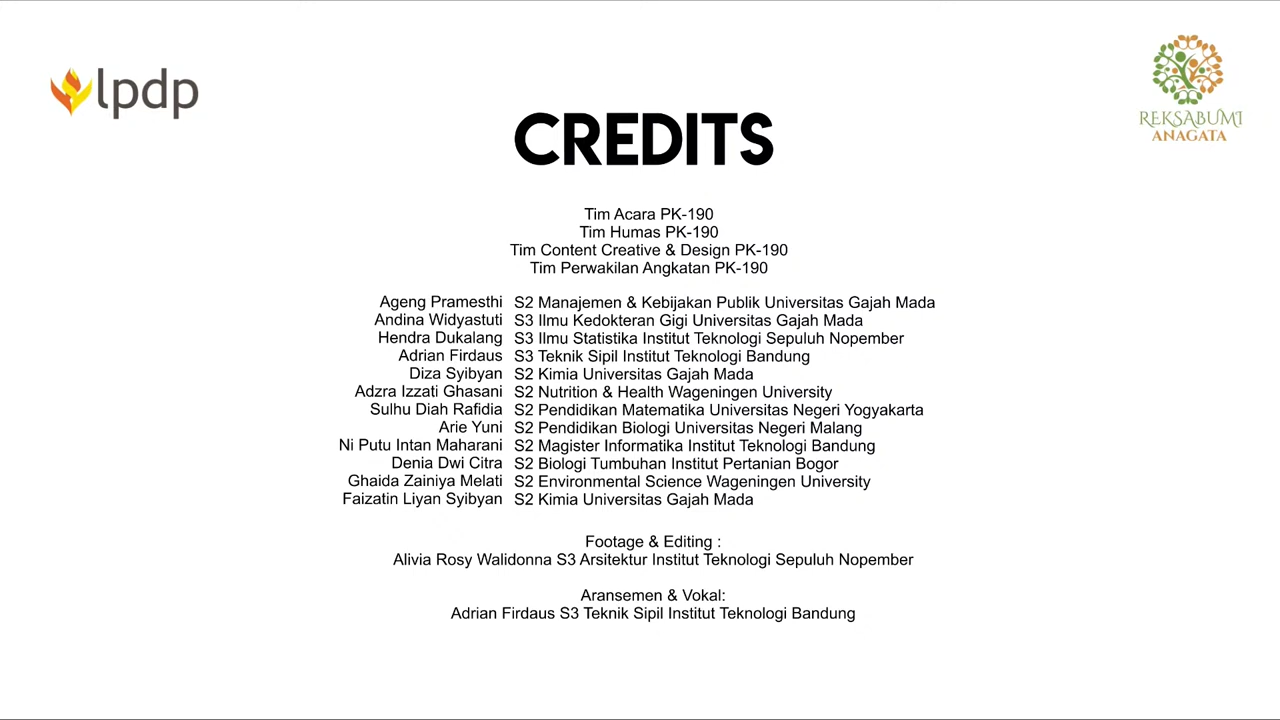 lpdp
REKSABUMI
ANAGATA
CREDITS
Tim Acara PK-190
Tim Humas PK-190
Tim Content Creative & Design PK-190
Tim Perwakilan Angkatan PK-190
Ageng Pramesthi S2 Manajemen & Kebijakan Publik Universitas Gajah Mada
Andina Widyastuti S3 Ilmu Kedokteran Gigi Universitas Gajah Mada
Hendra Dukalang S3 Ilmu Statistika Institut Teknologi Sepuluh Nopember
Adrian Firdaus S3 Teknik Sipil Institut Teknologi Bandung
Diza Syibyan S2 Kimia Universitas Gajah Mada
Adzra Izzati Ghasani S2 Nutrition & Health Wageningen University
Sulhu Diah Rafidia S2 Pendidikan Matematika Universitas Negeri Yogyakarta
Arie Yuni S2 Pendidikan Biologi Universitas Negeri Malang
Ni Putu Intan Maharani S2 Magister Informatika Institut Teknologi Bandung
Denia Dwi Citra S2 Biologi Tumbuhan Institut Pertanian Bogor
Ghaida Zainiya Melati S2 Environmental Science Wageningen University
Faizatin Liyan Syibyan S2 Kimia Universitas Gajah Mada
Footage & Editing :
Alivia Rosy Walidonna S3 Arsitektur Institut Teknologi Sepuluh Nopember
Aransemen & Vokal:
Adrian Firdaus S3 Teknik Sipil Institut Teknologi Bandung